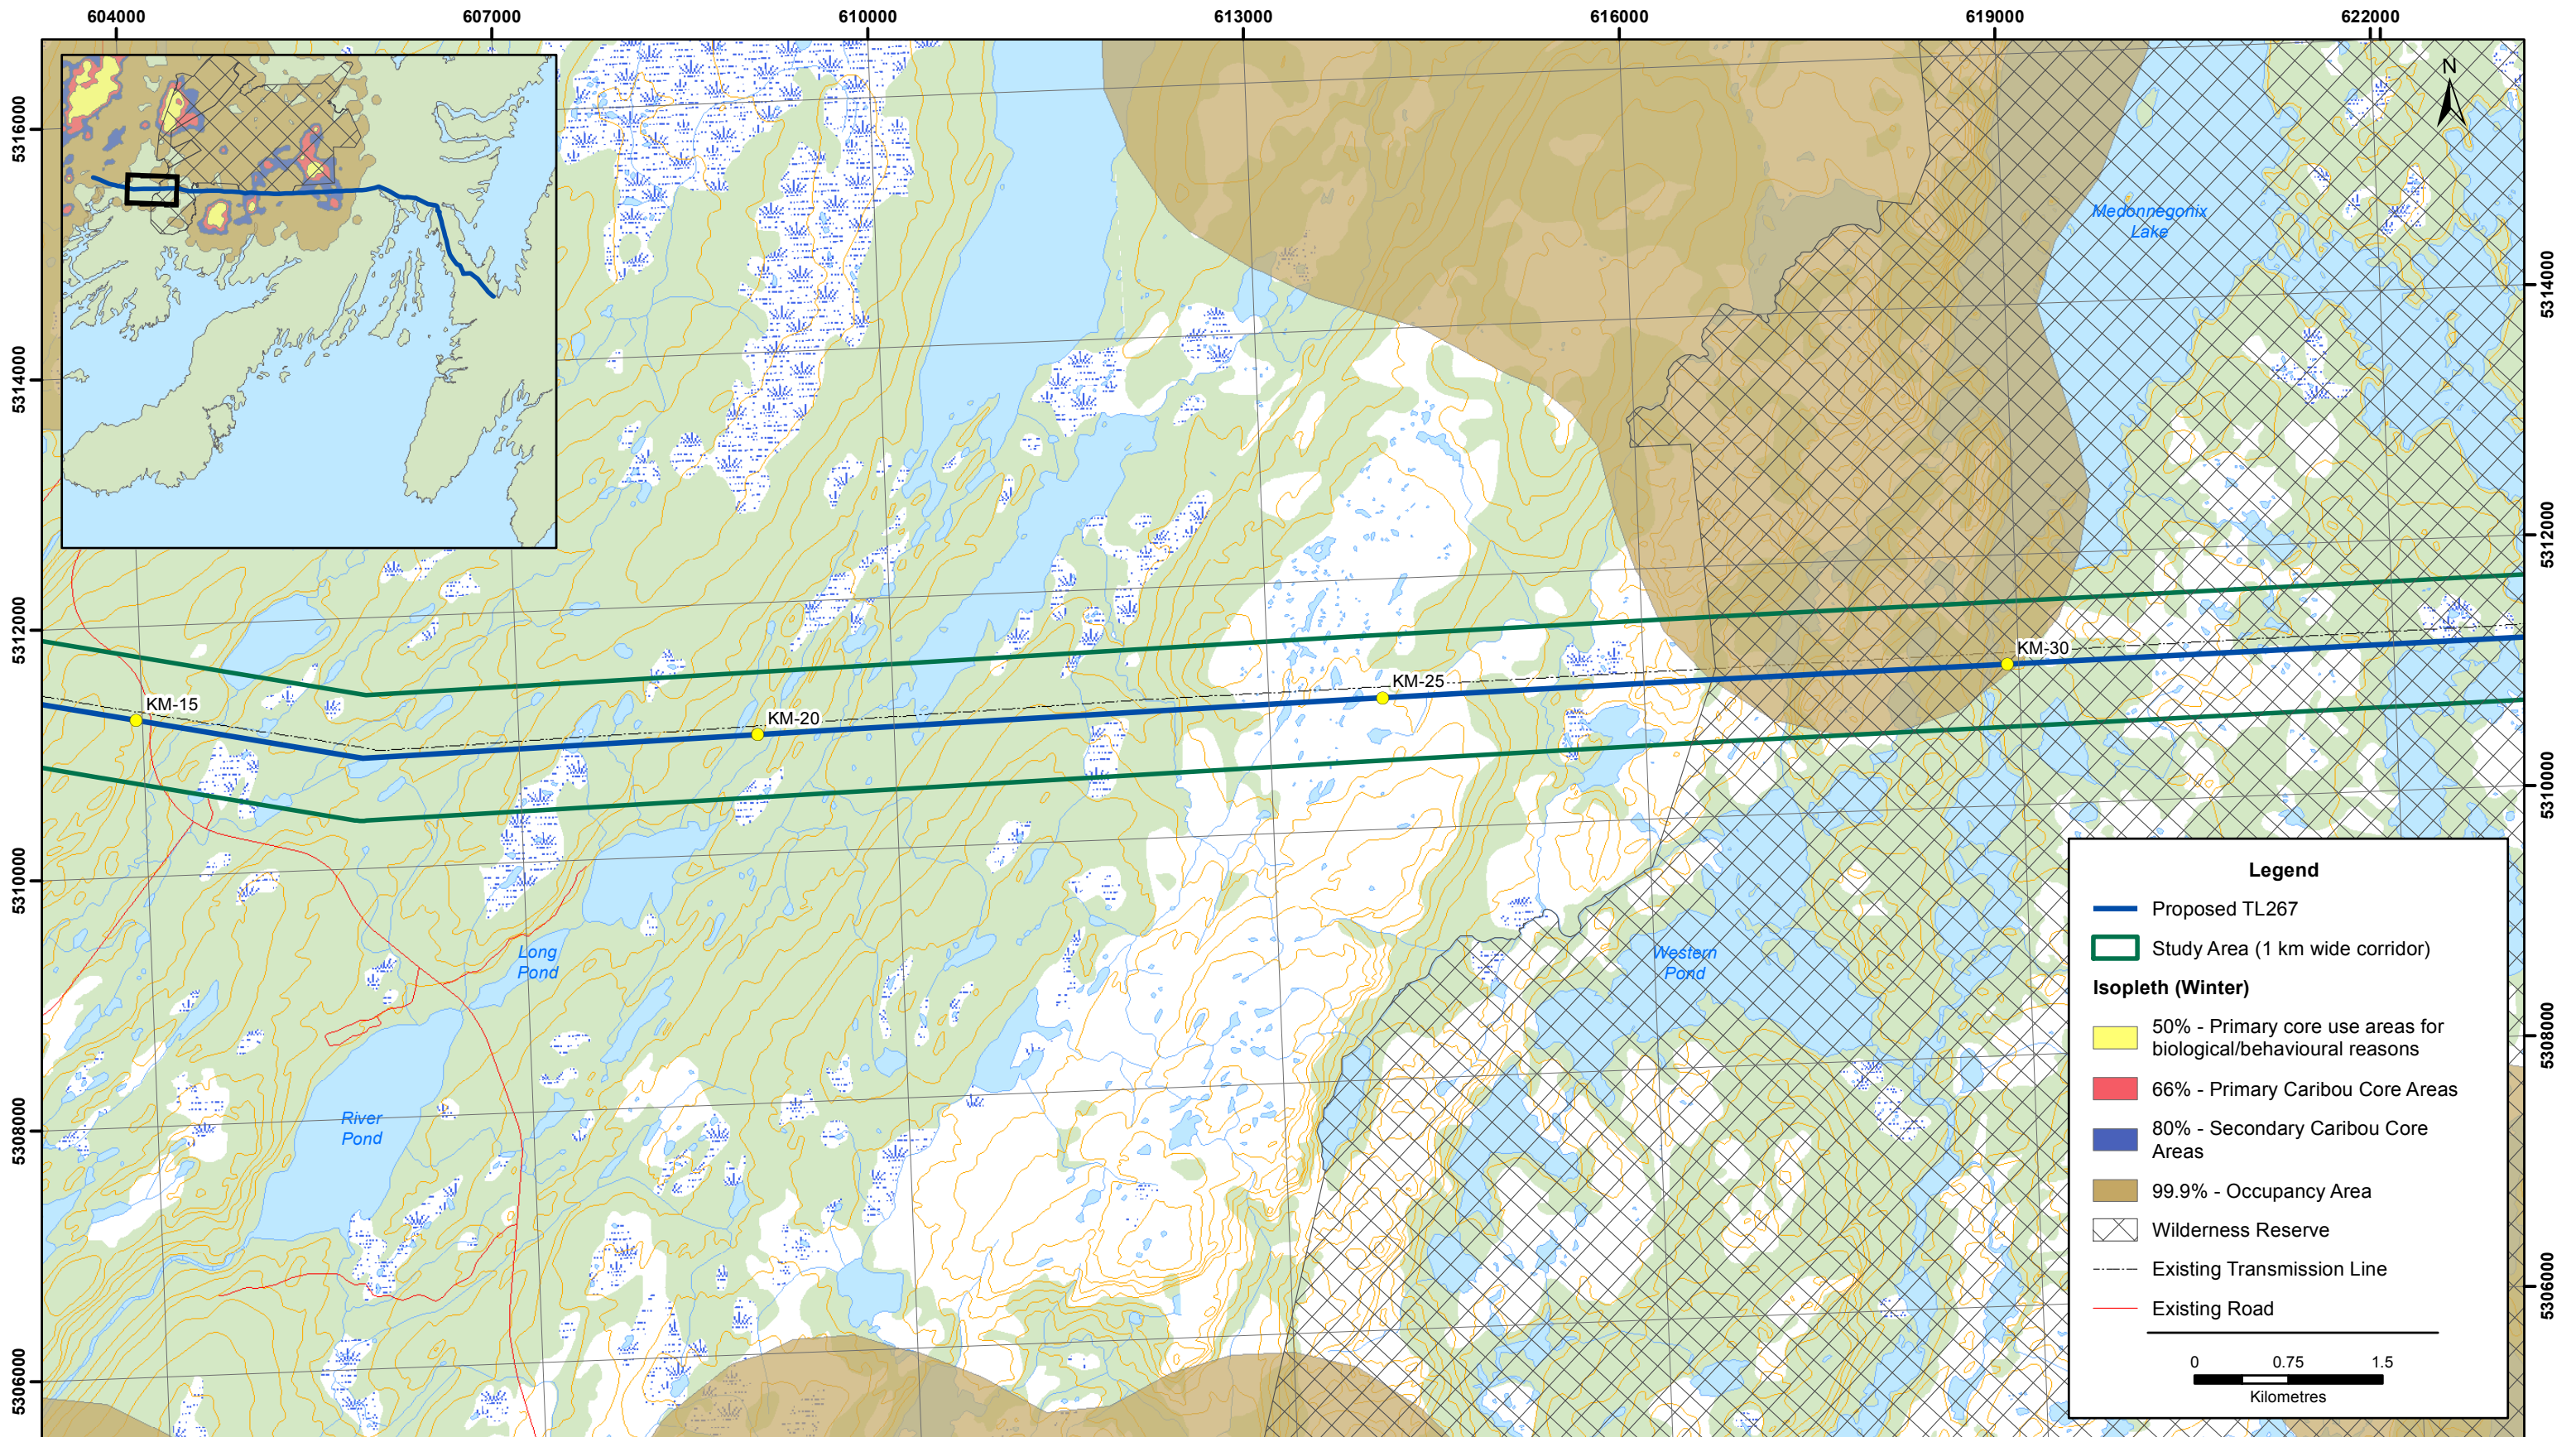 604000
607000
610000
613000
616000
619000
622000
N
5316000
5314000
5312000
5310000
5308000
5306000
5314000
5312000
5310000
5308000
5306000
Medonnegonix
Lake
KM-15
KM-20
KM-25
KM-30
Long
Pond
Western
Pond
River
Pond
Legend
Proposed TL267
Study Area (1 km wide corridor)
Isopleth (Winter)
50% - Primary core use areas for
biological/behavioural reasons
66% - Primary Caribou Core Areas
80% - Secondary Caribou Core
Areas
99.9% - Occupancy Area
Wilderness Reserve
Existing Transmission Line
Existing Road
0 0.75 1.5
Kilometres